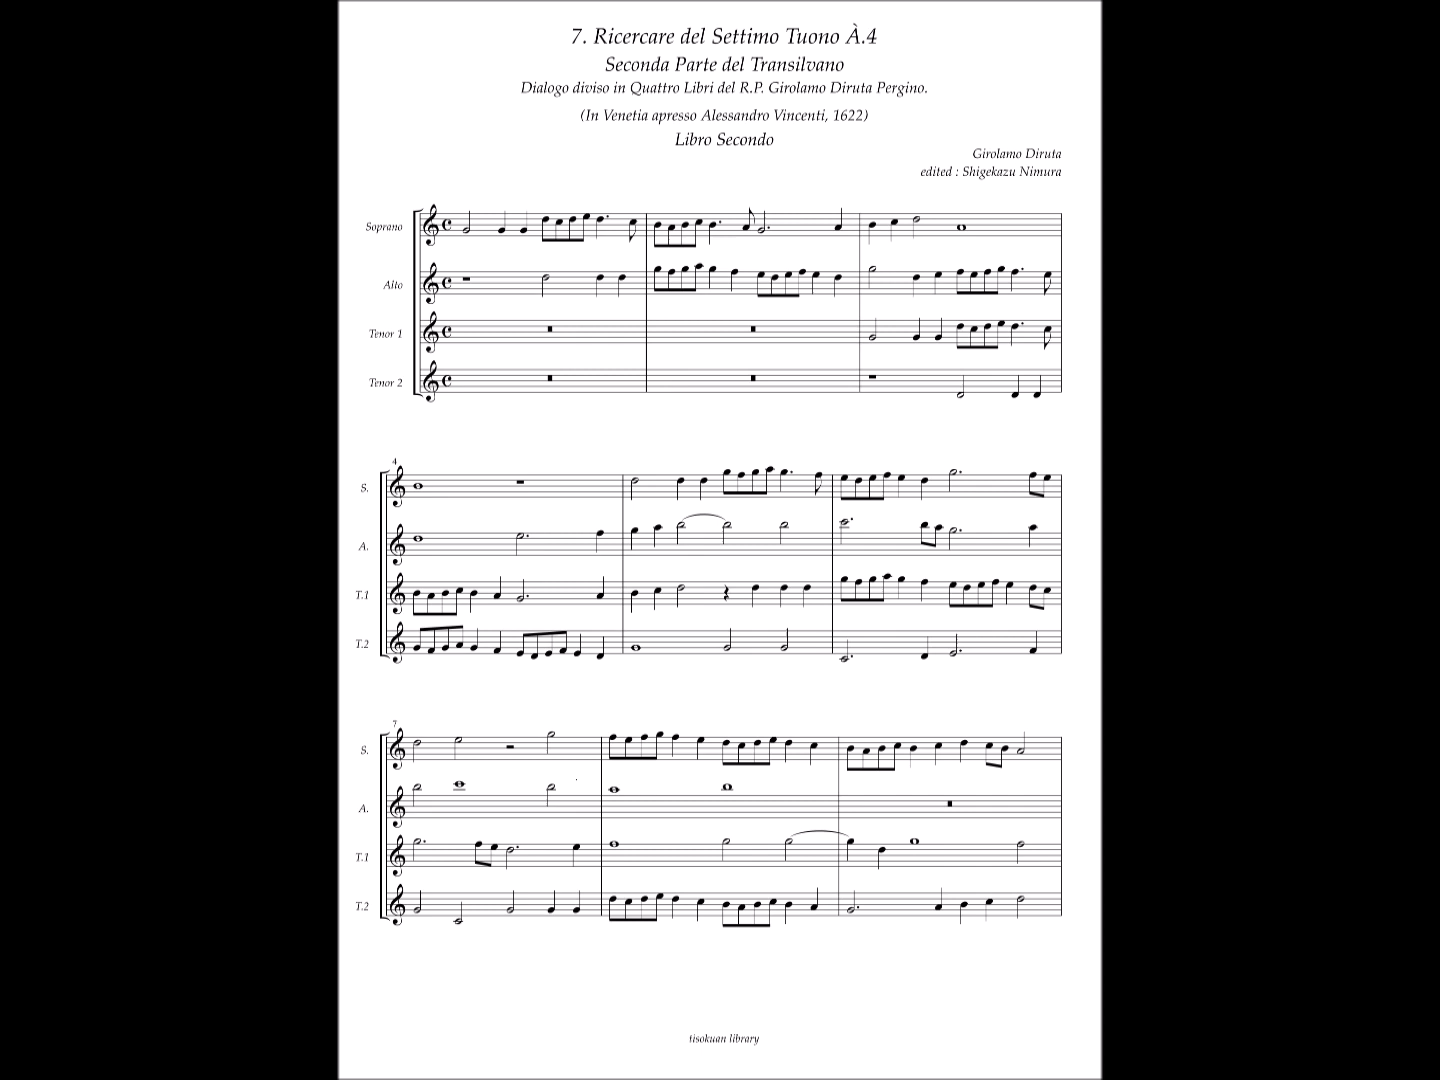 7. Ricercare del Settimo Tuono À.4
Seconda Parte del Transilvano
Dialogo diviso in Quattro Libri del R.P. Girolamo Diruta Pergino.
(In Venetia apresso Alessandro Vincenti, 1622)
Libro Secondo
Girolamo Diruta
edited : Shigekazu Nimura
Soprano
Alto
Tenor 1
Tenor 2
4
S.
A.
T.1
T.2
7
S.
A.
T.1
T.2
tisokuan library